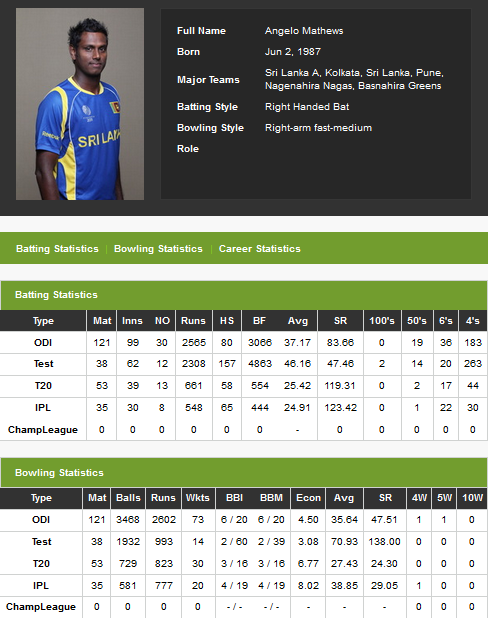 Full Name Angelo Mathews
Born Jun 2, 1987
Major Teams Sri Lanka A, Kolkata, Sri Lanka, Pune,
Nagenahira Nagas, Basnahira Greens
Batting Style Right Handed Bat
Bowling Style Right-arm fast-medium
Role
SRI LANKA
Batting Statistics | Bowling Statistics | Career Statistics
Batting Statistics
Type Mat Inns NO Runs HS BF Avg SR 100's 50's 6's 4's
ODI 121 99 30 2565 80 3066 37.17 83.66 0 19 36 183
Test 38 62 12 2308 157 4863 46.16 47.46 2 14 20 263
T20 53 39 13 661 58 554 25.42 119.31 0 2 17 44
IPL 35 30 8 548 65 444 24.91 123.42 0 1 22 30
ChampLeague 0 0 0 0 0 0 - 0 0 0 0 0
Bowling Statistics
Type Mat Balls Runs Wkts BBI BBM Econ Avg SR 4W 5W 10W
ODI 121 3468 2602 73 6 / 20 6 / 20 4.50 35.64 47.51 1 1 0
Test 38 1932 993 14 2 / 60 2 / 39 3.08 70.93 138.00 0 0 0
T20 53 729 823 30 3 / 16 3 / 16 6.77 27.43 24.30 0 0 0
IPL 35 581 777 20 4 / 19 4 / 19 8.02 38.85 29.05 1 0 0
ChampLeague 0 0 0 0 - / - - / - - - - 0 0 0